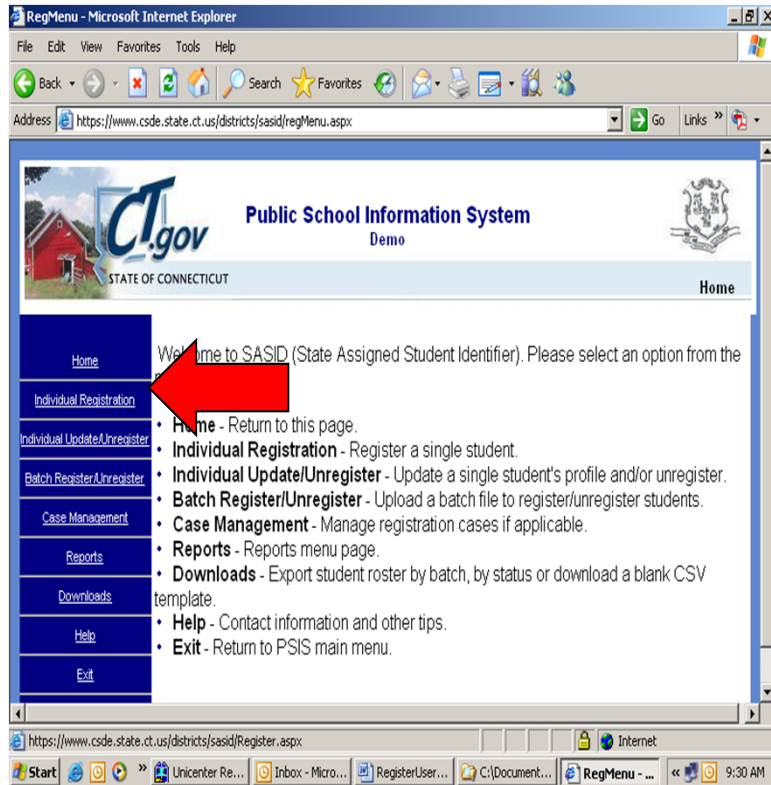 RegMenu - Microsoft Internet Explorer
File Edit View Favorites Tools Help
Back Search Favorites
Address https://www.csde.state.ct.us/districts/sasid/regMenu.aspx Go Links »
CT.gov
STATE OF CONNECTICUT
Public School Information System
Demo
Home
Home
Individual Registration
Individual Update/Unregister
Batch Register/Unregister
Case Management
Reports
Downloads
Help
Exit
Welcome to SASID (State Assigned Student Identifier). Please select an option from the
• Home - Return to this page.
• Individual Registration - Register a single student.
• Individual Update/Unregister - Update a single student's profile and/or unregister.
• Batch Register/Unregister - Upload a batch file to register/unregister students.
• Case Management - Manage registration cases if applicable.
• Reports - Reports menu page.
• Downloads - Export student roster by batch, by status or download a blank CSV
template.
• Help - Contact information and other tips.
• Exit - Return to PSIS main menu.
https://www.csde.state.ct.us/districts/sasid/Register.aspx Internet
Start » Unicenter Re... Inbox - Micro... RegisterUser... C:\Document... RegMenu - ... « 9:30 AM